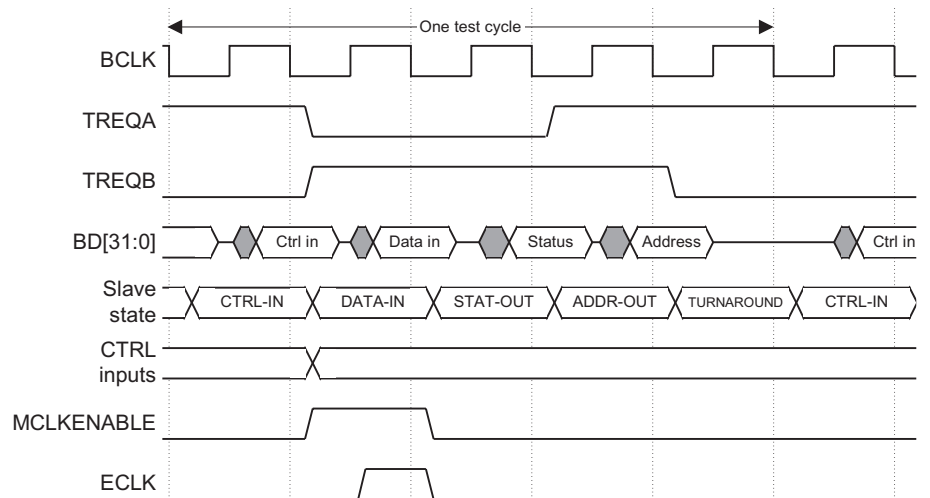 One test cycle
BCLK
TREQA
TREQB
BD[31:0] Ctrl in Data in Status Address Ctrl in
Slave
state
CTRL-IN DATA-IN STAT-OUT ADDR-OUT TURNAROUND CTRL-IN
CTRL
inputs
MCLKENABLE
ECLK